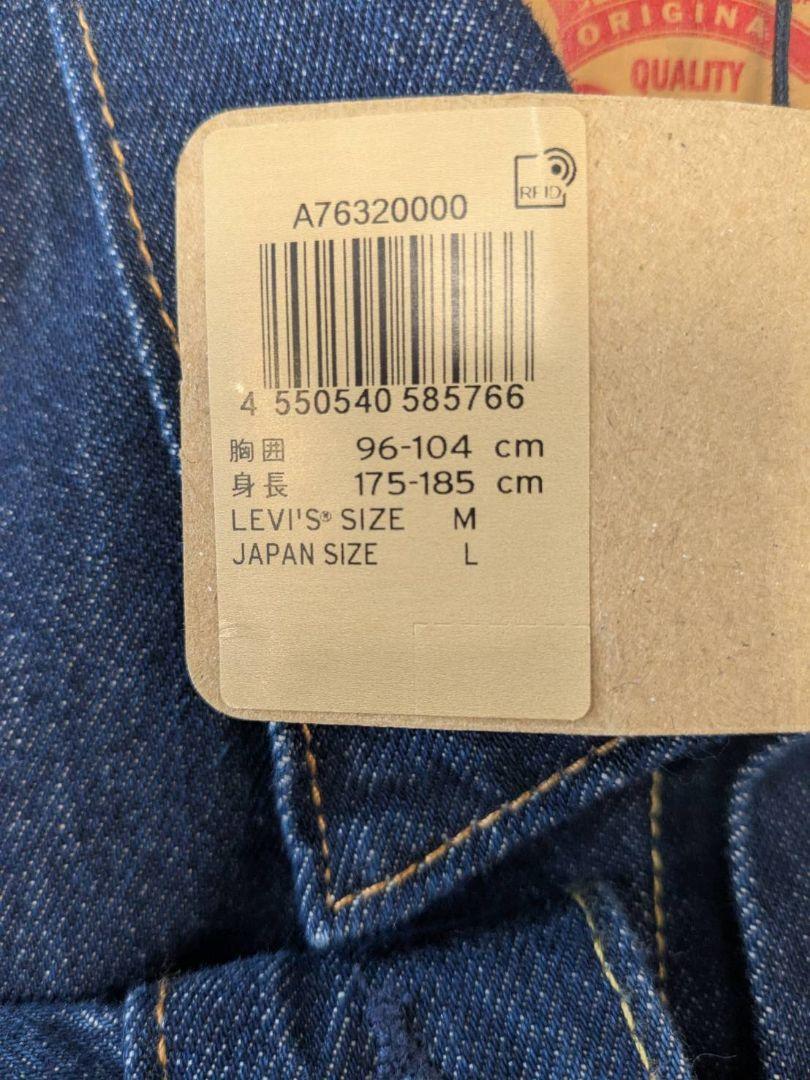 ORIGINA
QUALITY
RFID
A76320000
4 550540 585766
胸囲 96-104 cm
身長 175-185 cm
LEVI'S® SIZE M
JAPAN SIZE L